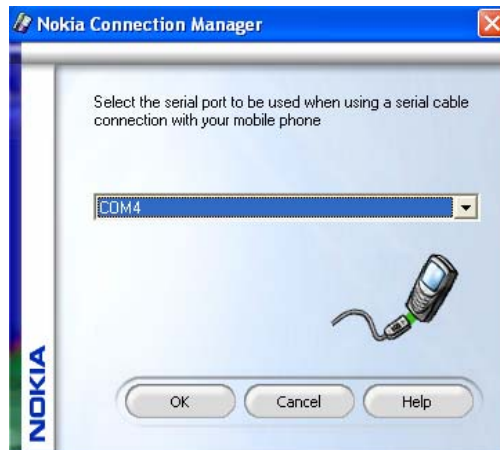 Nokia Connection Manager
Select the serial port to be used when using a serial cable
connection with your mobile phone
COM4
NOKIA
OK
Cancel
Help